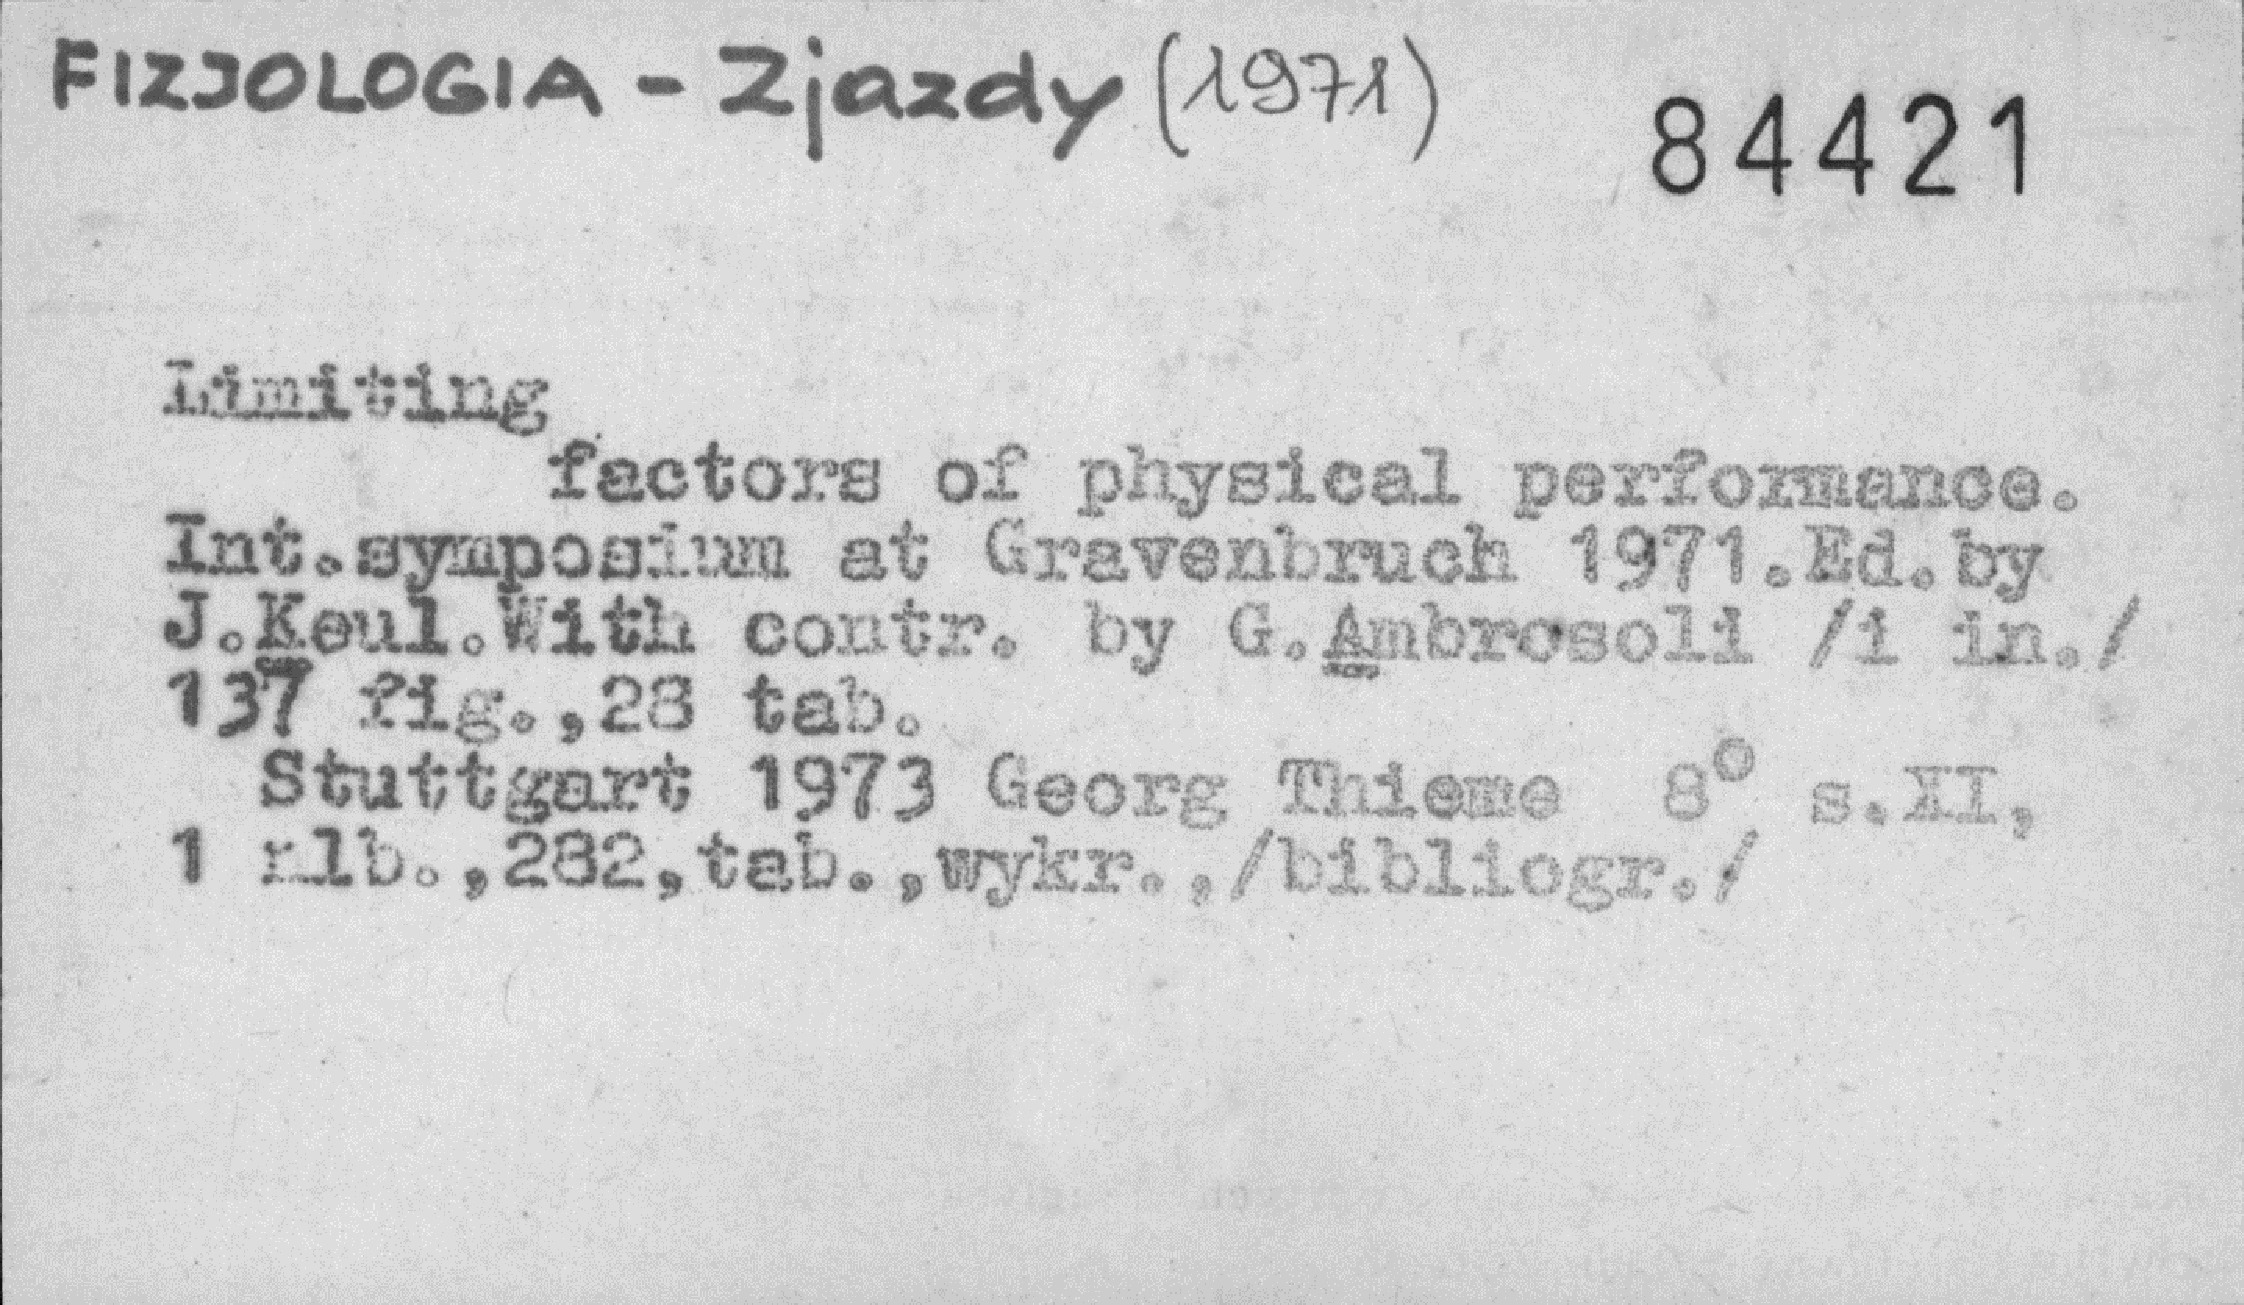 FIZJOLOGIA - Zjazdy (1971)
84421
Limiting
factors of physical performance.
Int.symposium at Gravenbruch 1971.Ed.by
J.Keul.With contr. by G.Ambrosoli /i in./
137 fig.,28 tab.
Stuttgart 1973 Georg Thieme 8° s.XI,
1 nlb.,282,tab.,wykr.,/bibliogr./